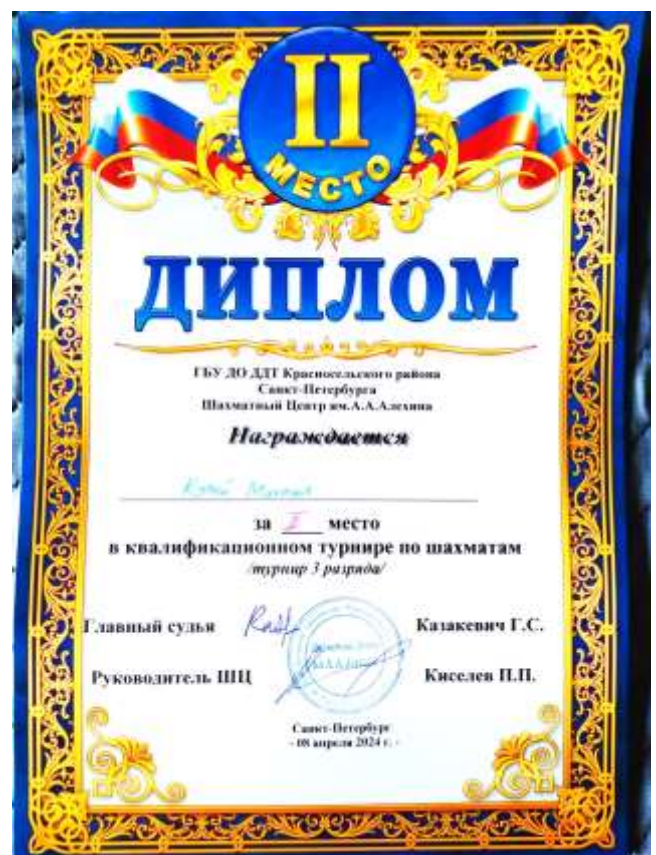 II
МЕСТО
ДИПЛОМ
ГБУ ДО ДДТ Красносельского района
Санкт-Петербурга
Шахматный Центр им.А.А.Алехина
Награждается
за II место
в квалификационном турнире по шахматам
/турнир 3 разряда/
Главный судья Казакевич Г.С.
Руководитель ШЦ Киселев П.П.
Санкт-Петербург
- 08 апреля 2024 г. -